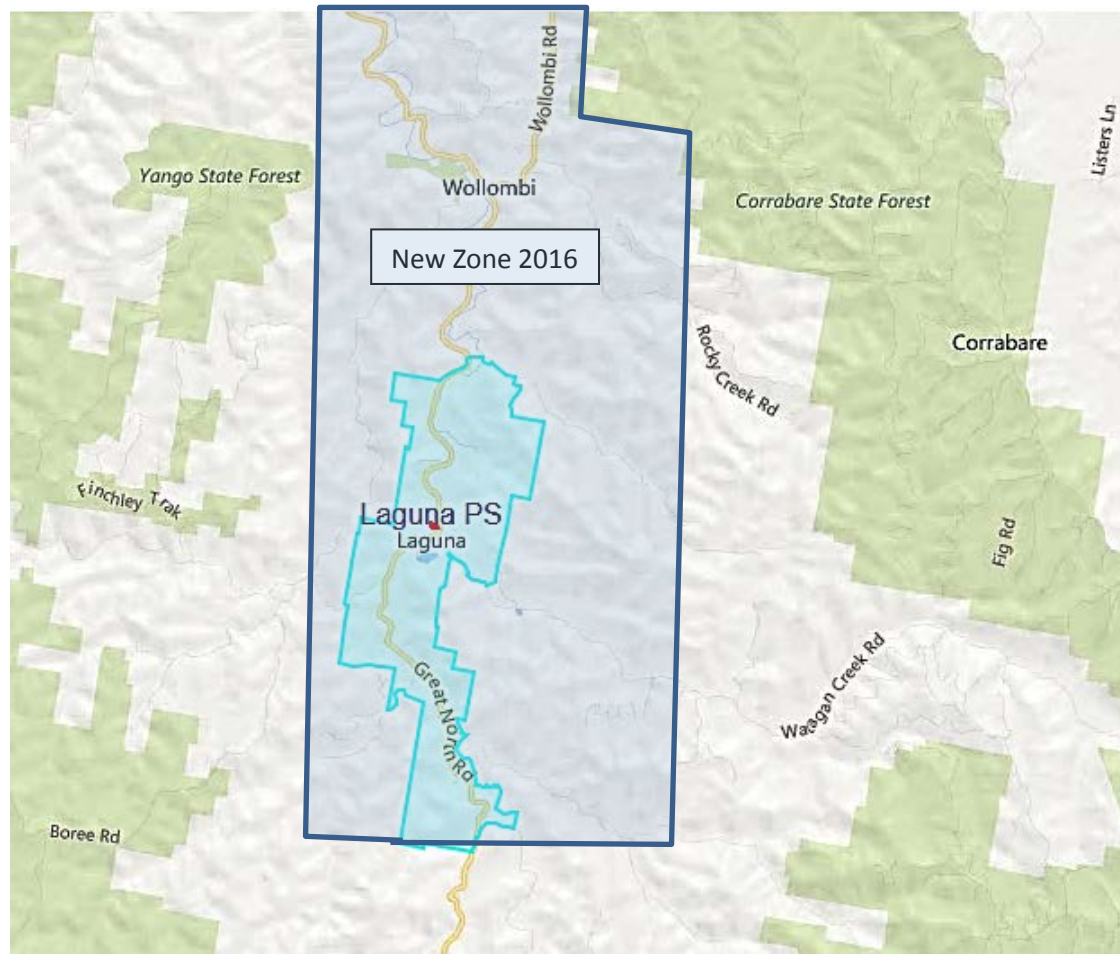 Wollombi Rd
Listers Ln
Yango State Forest
Wollombi
Corrabare State Forest
New Zone 2016
Corrabare
Rocky Creek Rd
Finchley Trak
Laguna PS
Laguna
Fig Rd
Great North Rd
Watagan Creek Rd
Boree Rd